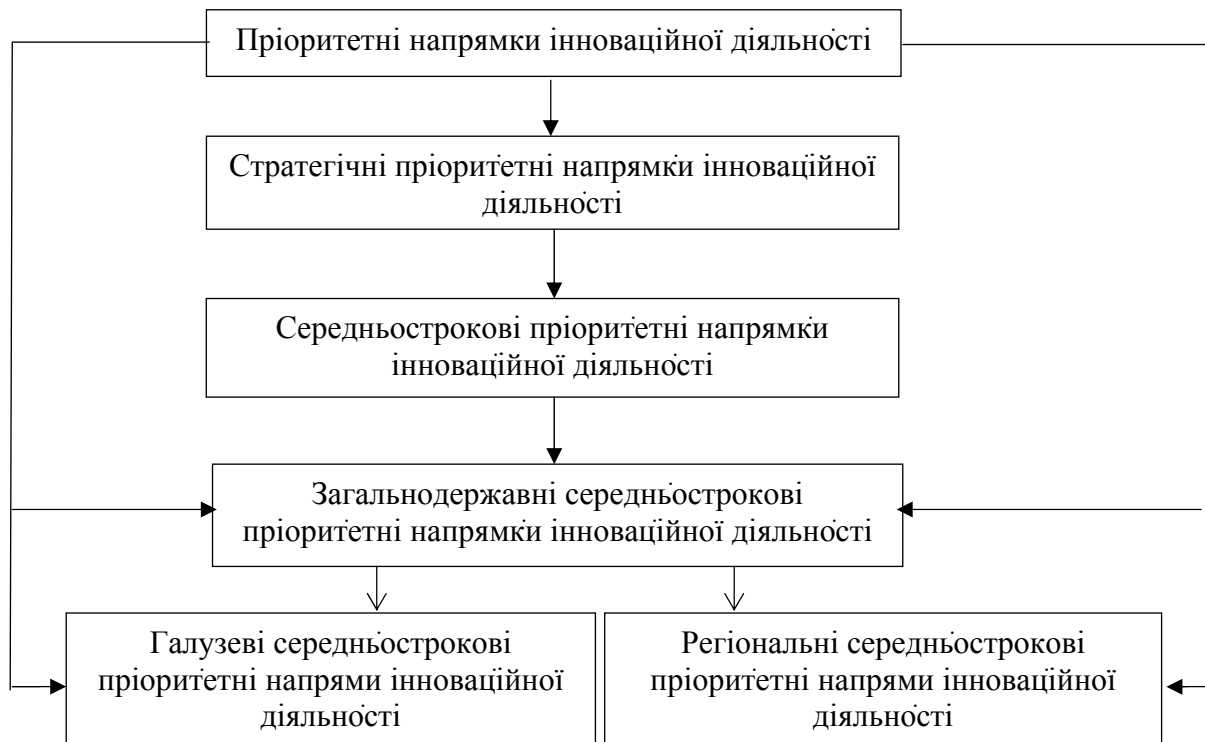 Пріоритетні напрямки інноваційної діяльності
Стратегічні пріоритетні напрямки інноваційної
діяльності
Середньострокові пріоритетні напрямки
інноваційної діяльності
Загальнодержавні середньострокові
пріоритетні напрямки інноваційної діяльності
Галузеві середньострокові
пріоритетні напрями інноваційної
діяльності
Регіональні середньострокові
пріоритетні напрями інноваційної
діяльності